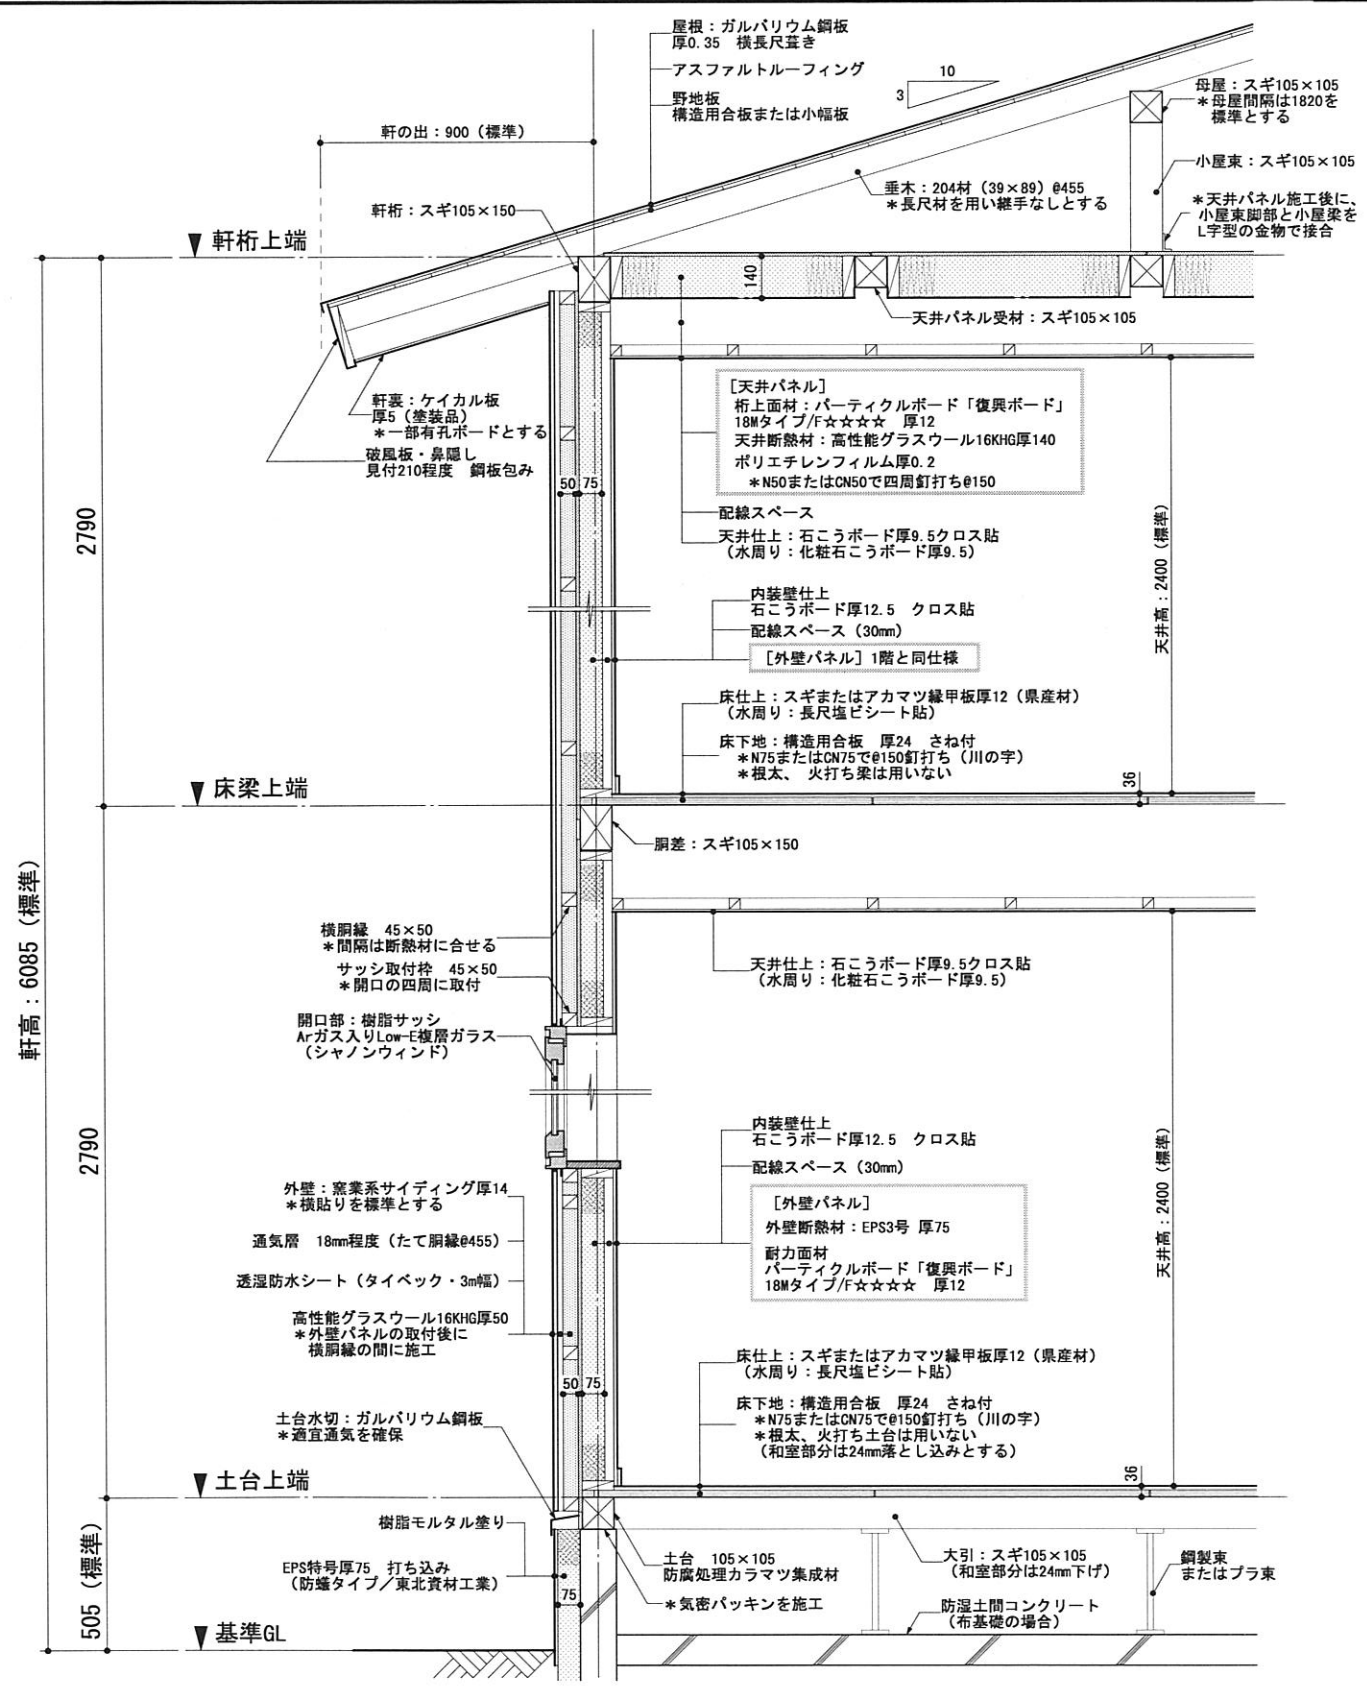 屋根：ガルバリウム鋼板
厚0.35　横長尺葺き
アスファルトルーフィング
野地板
構造用合板または小幅板
10
3
母屋：スギ105×105
＊母屋間隔は1820を
標準とする
小屋束：スギ105×105
＊天井パネル施工後に、
小屋束脚部と小屋梁を
L字型の金物で接合
軒の出：900（標準）
垂木：204材（39×89）@455
＊長尺材を用い継手なしとする
軒桁：スギ105×150
▼ 軒桁上端
140
天井パネル受材：スギ105×105
軒裏：ケイカル板
厚5（塗装品）
＊一部有孔ボードとする
破風板・鼻隠し
見付210程度　鋼板包み
［天井パネル］
桁上面材：パーティクルボード「復興ボード」
18Mタイプ/F☆☆☆☆　厚12
天井断熱材：高性能グラスウール16KHG厚140
ポリエチレンフィルム厚0.2
＊N50またはCN50で四周釘打ち@150
50
75
配線スペース
天井仕上：石こうボード厚9.5クロス貼
（水周り：化粧石こうボード厚9.5）
2790
天井高：2400（標準）
内装壁仕上
石こうボード厚12.5　クロス貼
配線スペース（30mm）
［外壁パネル］1階と同仕様
床仕上：スギまたはアカマツ縁甲板厚12（県産材）
（水周り：長尺塩ビシート貼）
床下地：構造用合板　厚24　さね付
＊N75またはCN75で@150釘打ち（川の字）
＊根太、火打ち梁は用いない
36
▼ 床梁上端
胴差：スギ105×150
軒高：6085（標準）
横胴縁　45×50
＊間隔は断熱材に合せる
サッシ取付枠　45×50
＊開口の四周に取付
開口部：樹脂サッシ
Arガス入りLow-E複層ガラス
（シャノンウィンド）
天井仕上：石こうボード厚9.5クロス貼
（水周り：化粧石こうボード厚9.5）
2790
天井高：2400（標準）
内装壁仕上
石こうボード厚12.5　クロス貼
配線スペース（30mm）
［外壁パネル］
外壁断熱材：EPS3号 厚75
耐力面材
パーティクルボード「復興ボード」
18Mタイプ/F☆☆☆☆　厚12
外壁：窯業系サイディング厚14
＊横貼りを標準とする
通気層　18mm程度（たて胴縁@455）
透湿防水シート（タイベック・3m幅）
高性能グラスウール16KHG厚50
＊外壁パネルの取付後に
横胴縁の間に施工
50
75
床仕上：スギまたはアカマツ縁甲板厚12（県産材）
（水周り：長尺塩ビシート貼）
床下地：構造用合板　厚24　さね付
＊N75またはCN75で@150釘打ち（川の字）
＊根太、火打ち土台は用いない
（和室部分は24mm落とし込みとする）
36
土台水切：ガルバリウム鋼板
＊適宜通気を確保
▼ 土台上端
樹脂モルタル塗り
EPS特号厚75　打ち込み
（防蟻タイプ／東北資材工業）
75
土台　105×105
防腐処理カラマツ集成材
＊気密パッキンを施工
大引：スギ105×105
（和室部分は24mm下げ）
鋼製束
またはプラ束
防湿土間コンクリート
（布基礎の場合）
505（標準）
▼ 基準GL